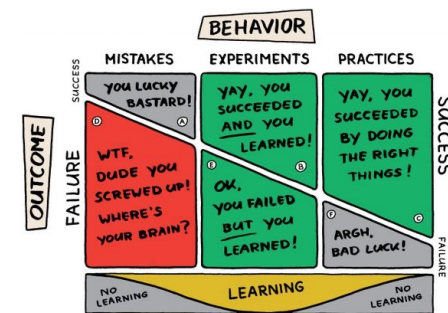 BEHAVIOR
MISTAKES
EXPERIMENTS
PRACTICES
OUTCOME
SUCCESS
FAILURE
YOU LUCKY
BASTARD!
A
D
WTF,
DUDE YOU
SCREWED UP!
WHERE'S
YOUR BRAIN?
YAY, YOU
SUCCEEDED
AND YOU
LEARNED!
B
E
OK,
YOU FAILED
BUT YOU
LEARNED!
YAY, YOU
SUCCEEDED
BY DOING
THE RIGHT
THINGS!
C
F
ARGH,
BAD LUCK!
SUCCESS
FAILURE
NO
LEARNING
LEARNING
NO
LEARNING